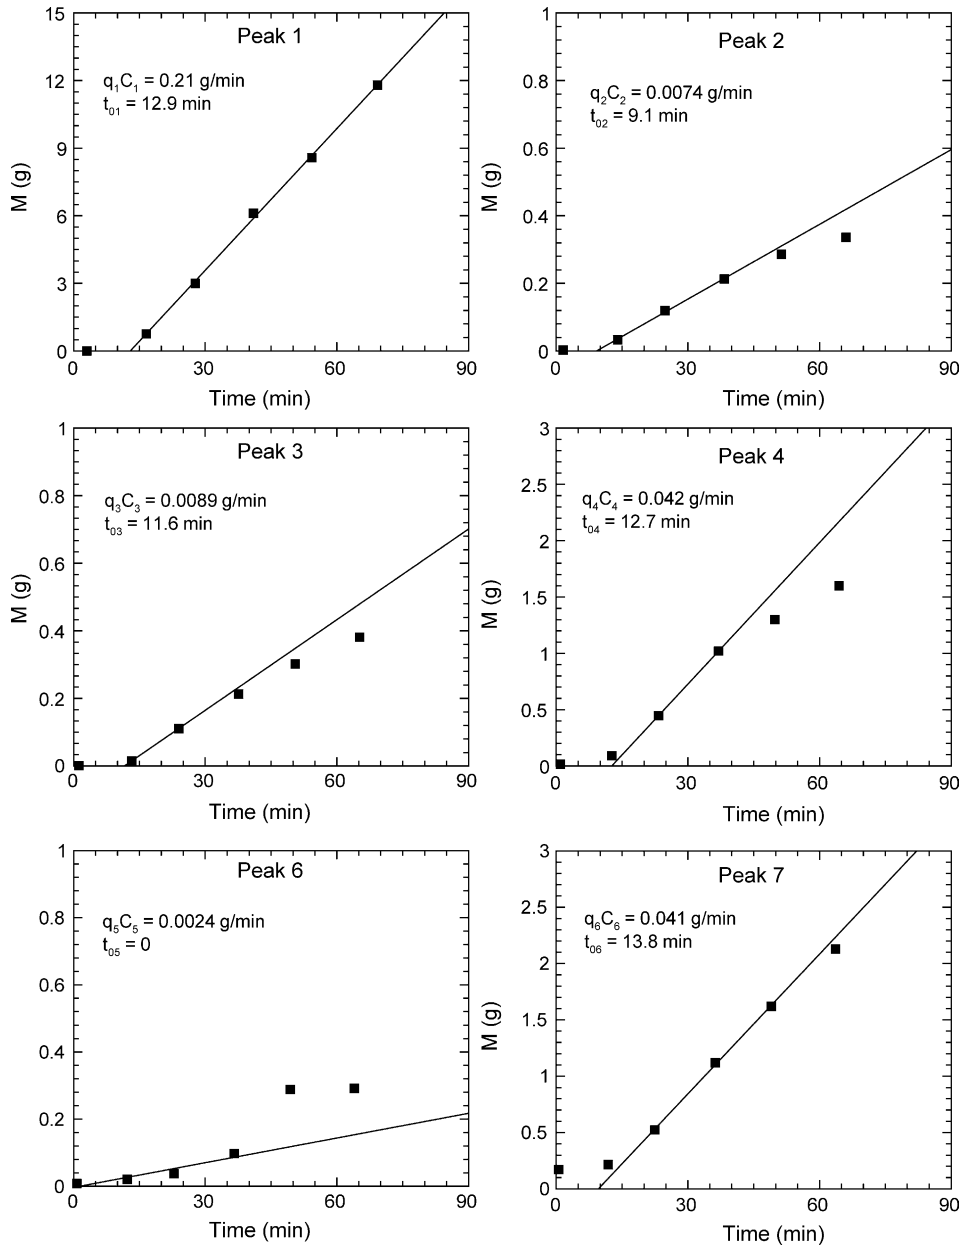 Peak 1
q1C1 = 0.21 g/min
t01 = 12.9 min
M (g)
15
12
9
6
3
0
0 30 60 90
Time (min)
Peak 2
q2C2 = 0.0074 g/min
t02 = 9.1 min
M (g)
1
0.8
0.6
0.4
0.2
0
0 30 60 90
Time (min)
Peak 3
q3C3 = 0.0089 g/min
t03 = 11.6 min
M (g)
1
0.8
0.6
0.4
0.2
0
0 30 60 90
Time (min)
Peak 4
q4C4 = 0.042 g/min
t04 = 12.7 min
M (g)
3
2.5
2
1.5
1
0.5
0
0 30 60 90
Time (min)
Peak 6
q5C5 = 0.0024 g/min
t05 = 0
M (g)
1
0.8
0.6
0.4
0.2
0
0 30 60 90
Time (min)
Peak 7
q6C6 = 0.041 g/min
t06 = 13.8 min
M (g)
3
2.5
2
1.5
1
0.5
0
0 30 60 90
Time (min)